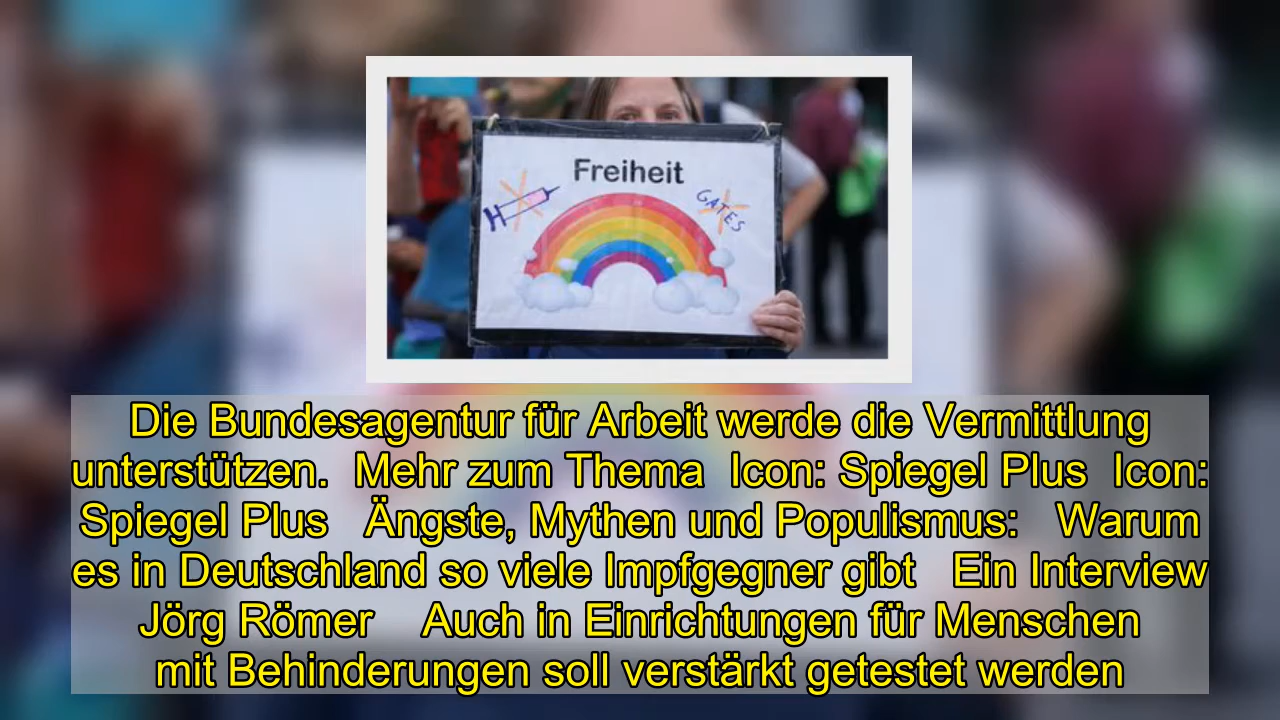 Freiheit
GATES
Die Bundesagentur für Arbeit werde die Vermittlung
unterstützen. Mehr zum Thema Icon: Spiegel Plus Icon:
Spiegel Plus Ängste, Mythen und Populismus: Warum
es in Deutschland so viele Impfgegner gibt Ein Interview
Jörg Römer Auch in Einrichtungen für Menschen
mit Behinderungen soll verstärkt getestet werden